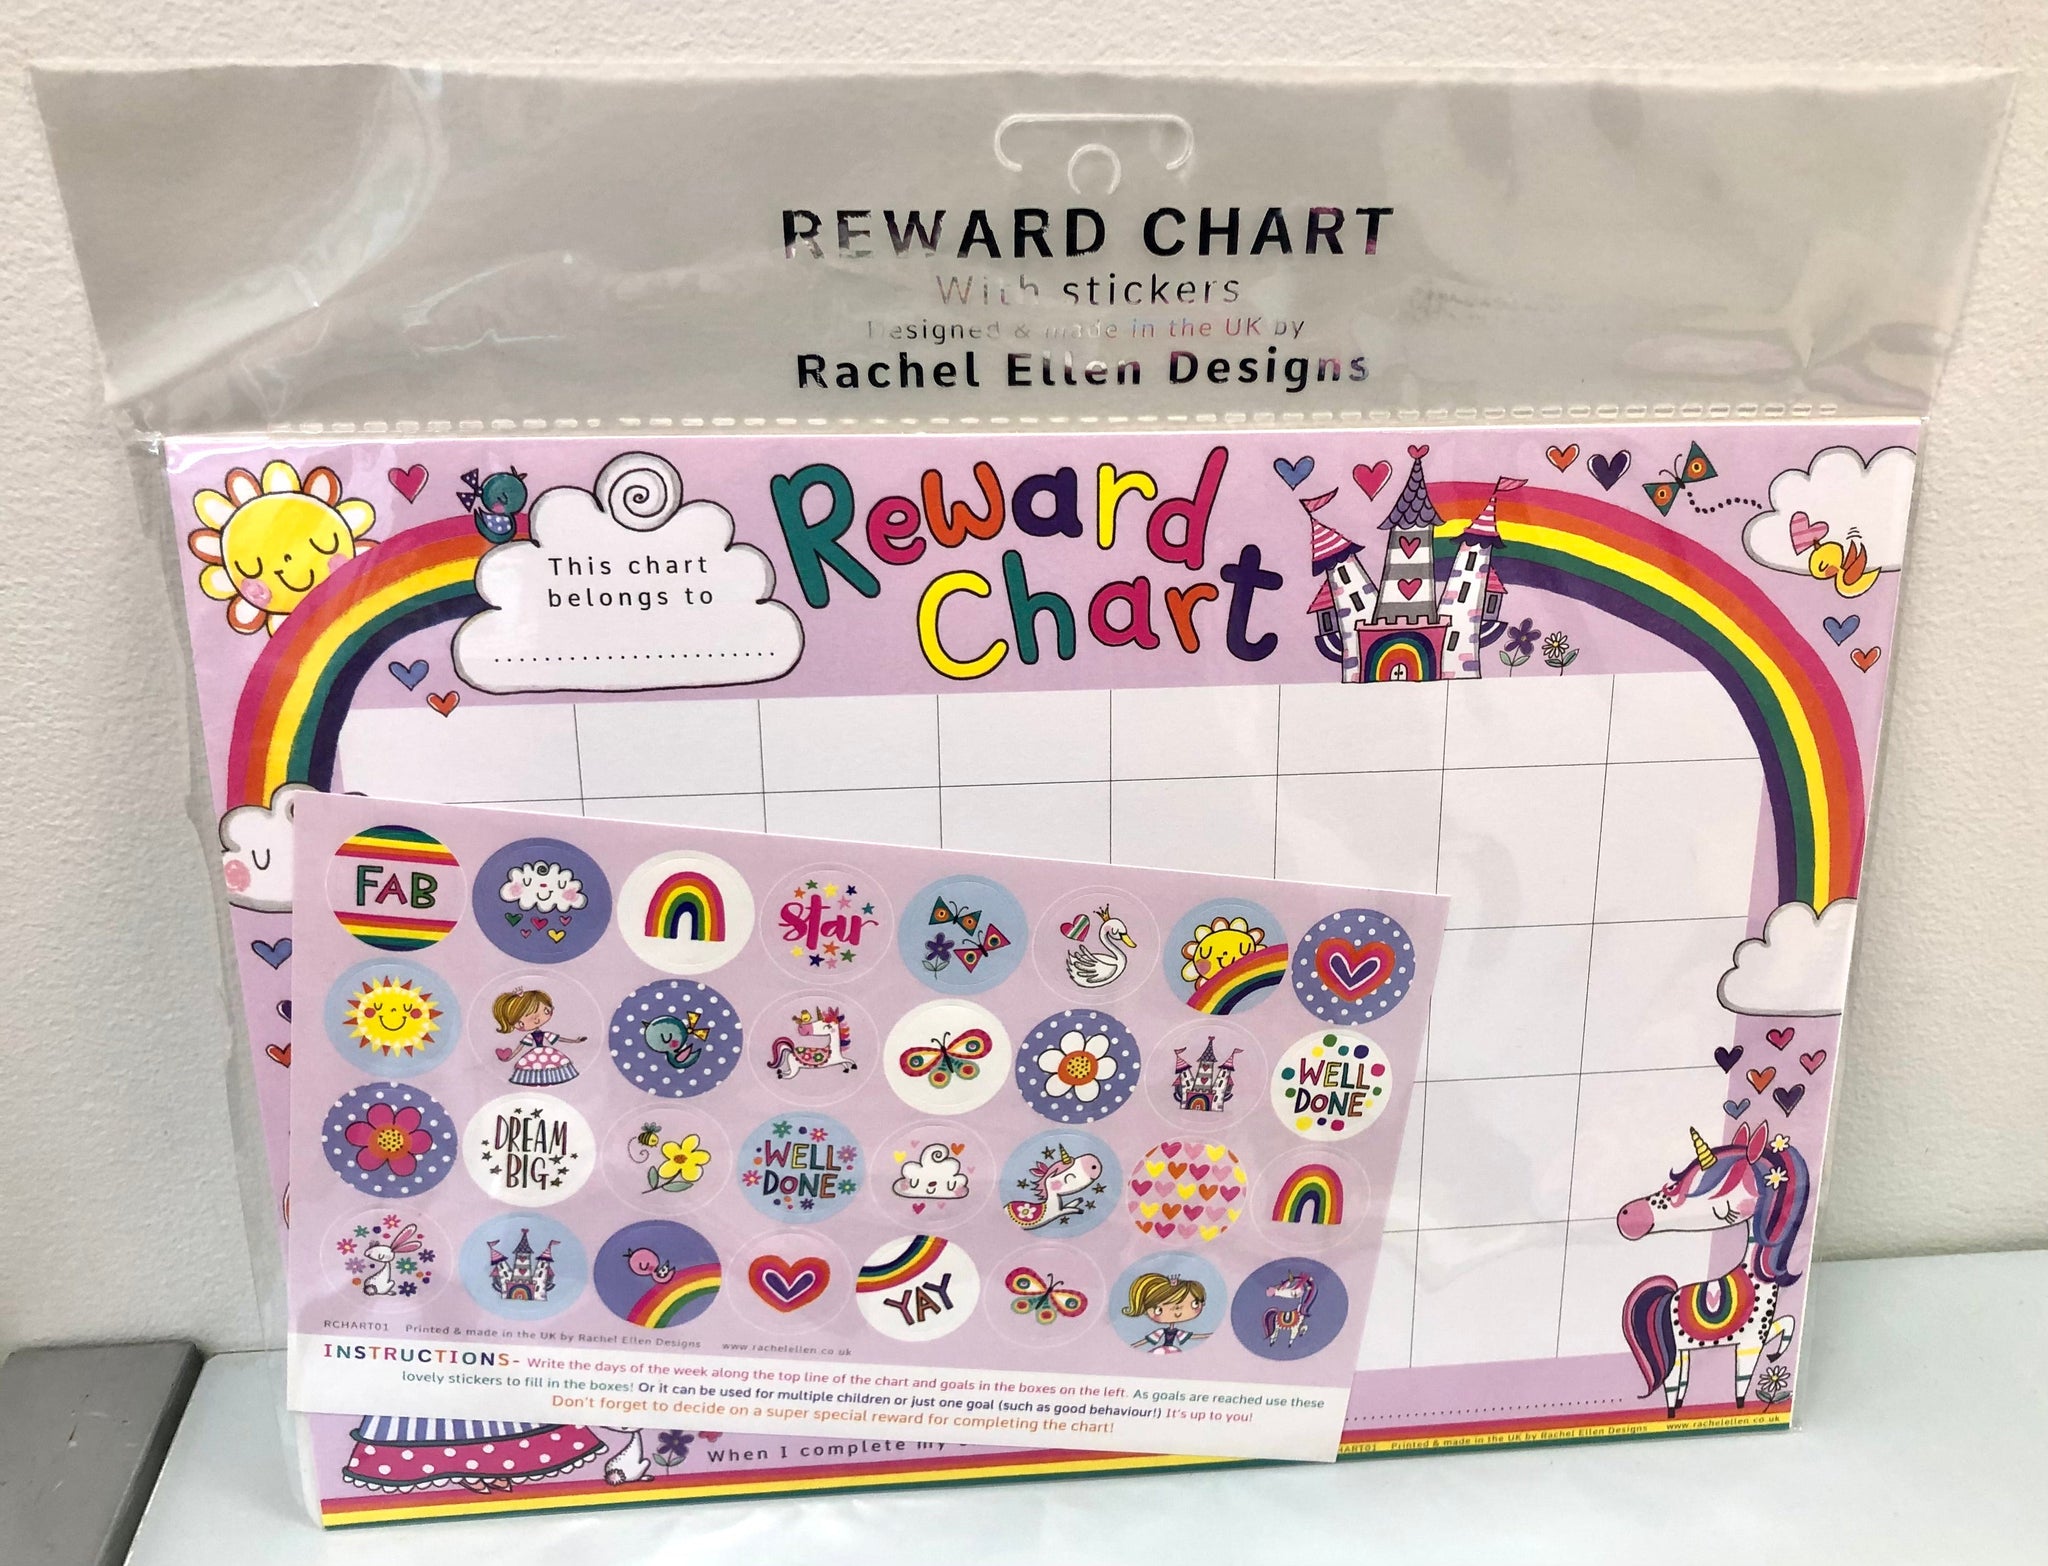 REWARD CHART
With stickers
Designed & made in the UK by
Rachel Ellen Designs
Reward
Chart
This chart
belongs to
FAB
star
WELL
DONE
DREAM
BIG
WELL
DONE
YAY
RCHART01 Printed & made in the UK by Rachel Ellen Designs www.rachelellen.co.uk
INSTRUCTIONS- Write the days of the week along the top line of the chart and goals in the boxes on the left. As goals are reached use these
lovely stickers to fill in the boxes! Or it can be used for multiple children or just one goal (such as good behaviour!) It's up to you!
Don't forget to decide on a super special reward for completing the chart!
When I complete my
HART01 Printed & made in the UK by Rachel Ellen Designs www.rachelellen.co.uk